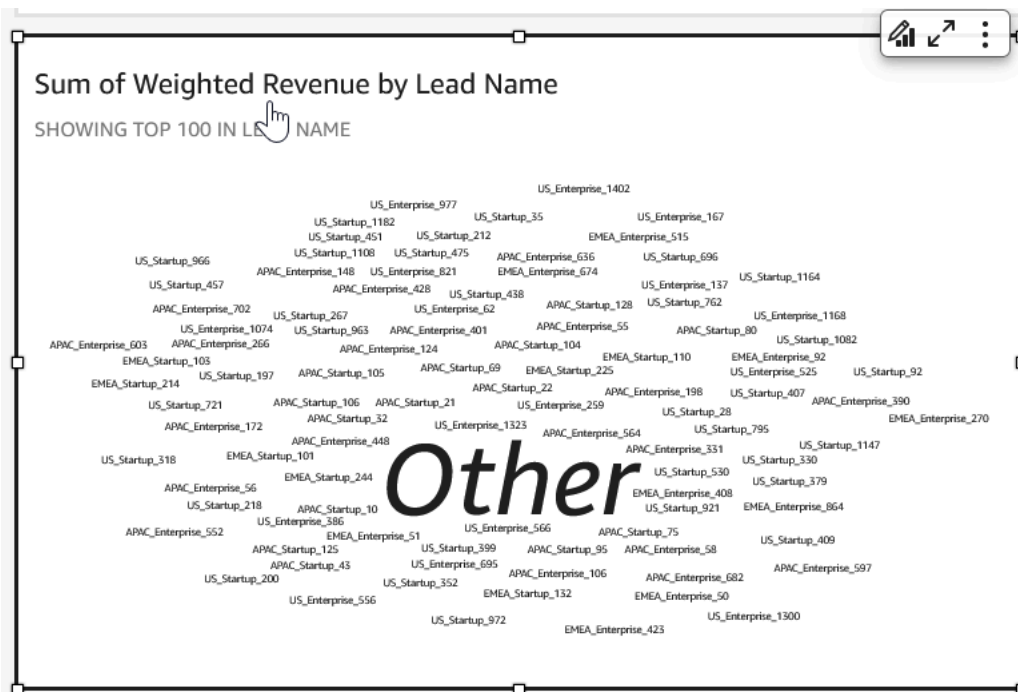 Sum of Weighted Revenue by Lead Name
SHOWING TOP 100 IN LE NAME
US_Enterprise_1402
US_Enterprise_977
US_Startup_35
US_Enterprise_167
US_Startup_1182
US_Startup_451
US_Startup_212
EMEA_Enterprise_515
US_Startup_1108
US_Startup_475
APAC_Enterprise_636
US_Startup_696
US_Startup_966
APAC_Enterprise_148
US_Enterprise_821
EMEA_Enterprise_674
US_Startup_1164
US_Startup_457
APAC_Enterprise_428
US_Startup_438
US_Enterprise_137
APAC_Enterprise_702
US_Startup_267
US_Enterprise_62
APAC_Startup_128
US_Startup_762
US_Enterprise_1168
US_Enterprise_1074
US_Startup_963
APAC_Enterprise_401
APAC_Enterprise_55
APAC_Startup_80
US_Startup_1082
APAC_Enterprise_603
APAC_Enterprise_266
APAC_Enterprise_124
APAC_Startup_104
EMEA_Startup_103
EMEA_Startup_110
EMEA_Enterprise_92
EMEA_Startup_214
US_Startup_197
APAC_Startup_105
APAC_Startup_69
EMEA_Startup_225
US_Enterprise_525
US_Startup_92
APAC_Startup_22
APAC_Enterprise_198
US_Startup_407
APAC_Enterprise_390
US_Startup_721
APAC_Startup_106
APAC_Startup_21
US_Enterprise_259
US_Startup_28
EMEA_Enterprise_270
APAC_Enterprise_172
APAC_Startup_32
US_Enterprise_1323
APAC_Enterprise_564
US_Startup_795
APAC_Enterprise_448
APAC_Enterprise_331
US_Startup_1147
US_Startup_318
EMEA_Startup_101
US_Startup_330
Other
EMEA_Startup_244
US_Startup_530
US_Startup_379
APAC_Enterprise_56
EMEA_Enterprise_408
US_Startup_218
APAC_Startup_10
US_Startup_921
EMEA_Enterprise_864
US_Enterprise_386
APAC_Enterprise_552
EMEA_Enterprise_51
US_Enterprise_566
APAC_Startup_75
US_Startup_409
APAC_Startup_125
US_Startup_399
APAC_Startup_95
APAC_Enterprise_58
APAC_Startup_43
US_Enterprise_695
APAC_Enterprise_106
APAC_Enterprise_597
US_Startup_200
US_Startup_352
APAC_Enterprise_682
US_Enterprise_556
EMEA_Startup_132
EMEA_Enterprise_50
US_Startup_972
US_Enterprise_1300
EMEA_Enterprise_423